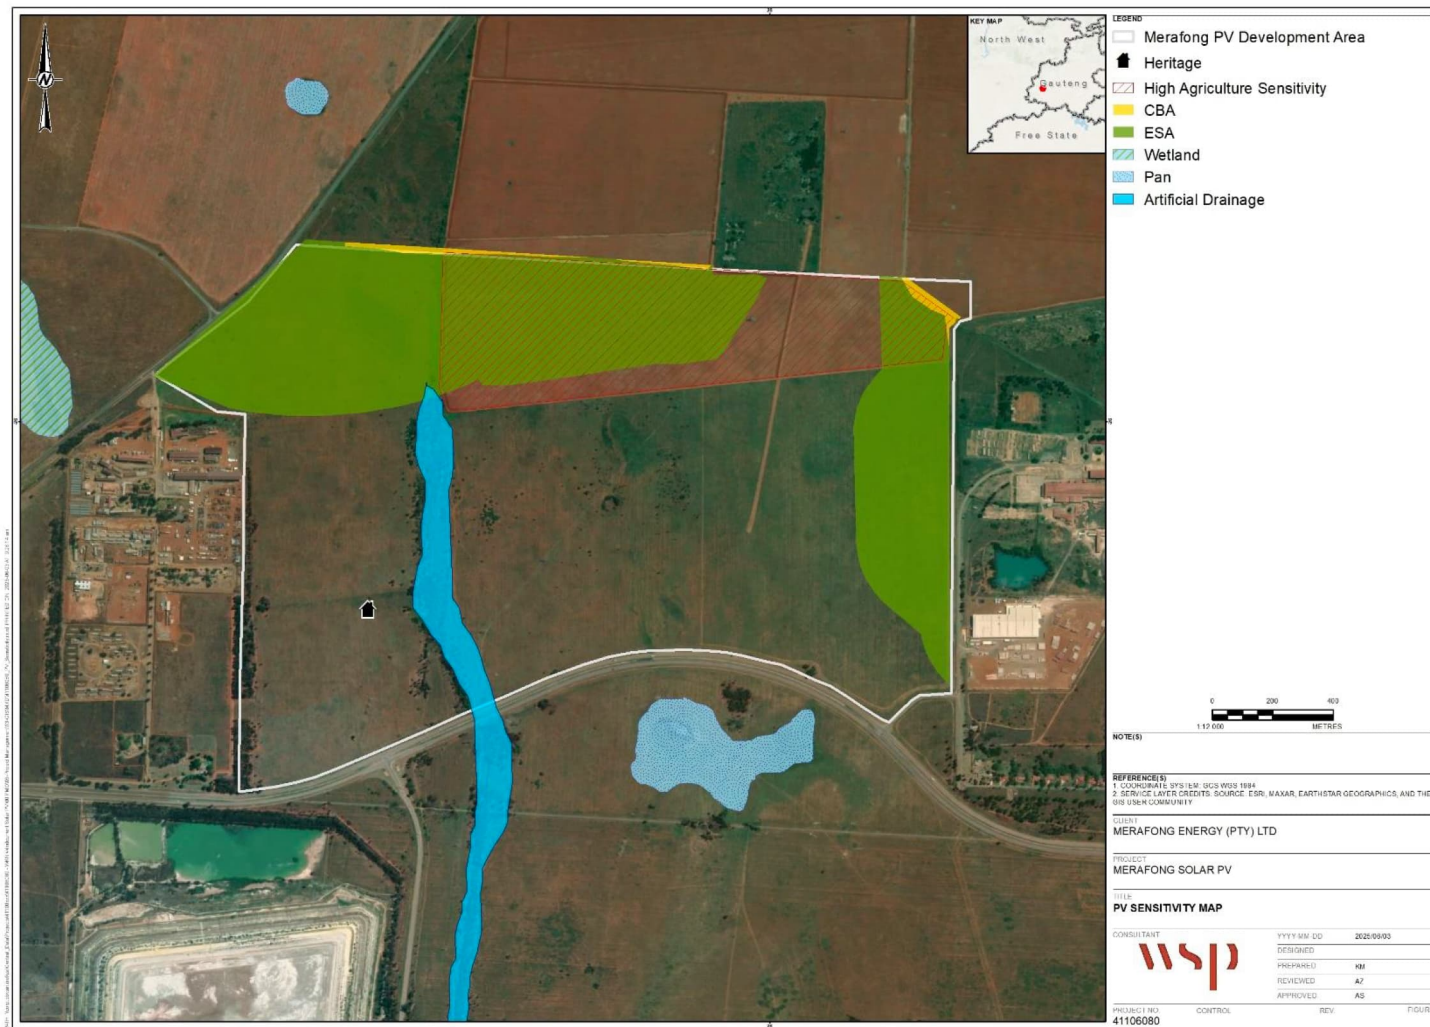 N
KEY MAP
North West
Gauteng
Free State
LEGEND
Merafong PV Development Area
Heritage
High Agriculture Sensitivity
CBA
ESA
Wetland
Pan
Artificial Drainage
0 200 400
1:12 000 METRES
NOTE(S)
REFERENCE(S)
1. COORDINATE SYSTEM: GCS WGS 1984
2. SERVICE LAYER CREDITS: SOURCE: ESRI, MAXAR, EARTHSTAR GEOGRAPHICS, AND THE
GIS USER COMMUNITY
CLIENT
MERAFONG ENERGY (PTY) LTD
PROJECT
MERAFONG SOLAR PV
TITLE
PV SENSITIVITY MAP
CONSULTANT
wsp
YYYY-MM-DD 2025/06/03
DESIGNED
PREPARED KM
REVIEWED AZ
APPROVED AS
PROJECT NO. CONTROL REV. FIGUR
41106080